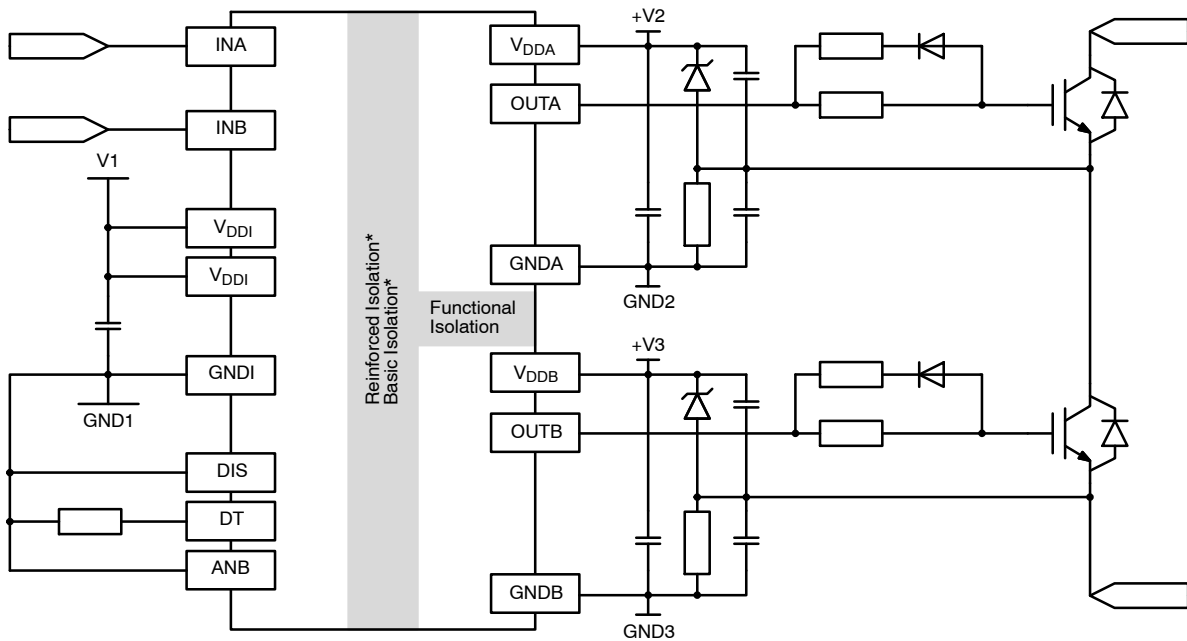 INA
INB
V1
VDDI
VDDI
GNDI
GND1
DIS
DT
ANB
Reinforced Isolation*
Basic Isolation*
Functional
Isolation
VDDA
OUTA
GNDA
VDDB
OUTB
GNDB
+V2
GND2
+V3
GND3